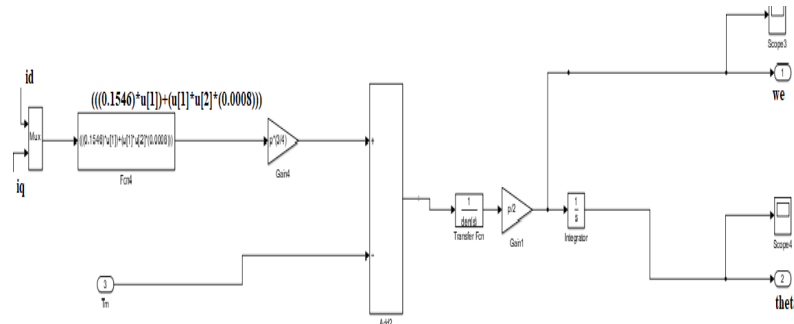 Scope3
1
we
id
(((0.1546)*u[1])+(u[1]*u[2]*(0.0008)))
Mux
(((0.1546)*u[1])+(u[1]*u[2]*(0.0008)))
p*(3/4)
Gain4
iq
Fcn4
1
den(s)
Transfer Fcn
p/2
Gain1
1
s
Integrator
Scope4
3
Tm
2
thet
Add2